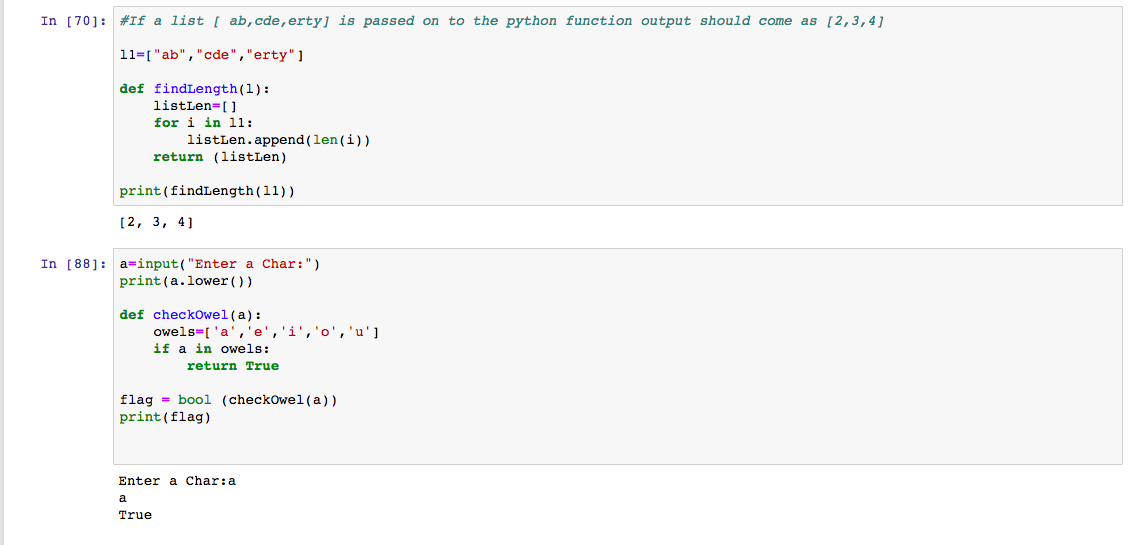 In [70]: #If a list [ ab,cde,erty] is passed on to the python function output should come as [2,3,4]
l1=["ab","cde","erty"]
def findLength(l):
    listLen=[]
    for i in l1:
        listLen.append(len(i))
    return (listLen)
print(findLength(l1))
[2, 3, 4]
In [88]: a=input("Enter a Char:")
print(a.lower())
def checkOwel(a):
    owels=['a','e','i','o','u']
    if a in owels:
        return True
flag = bool (checkOwel(a))
print(flag)
Enter a Char:a
a
True